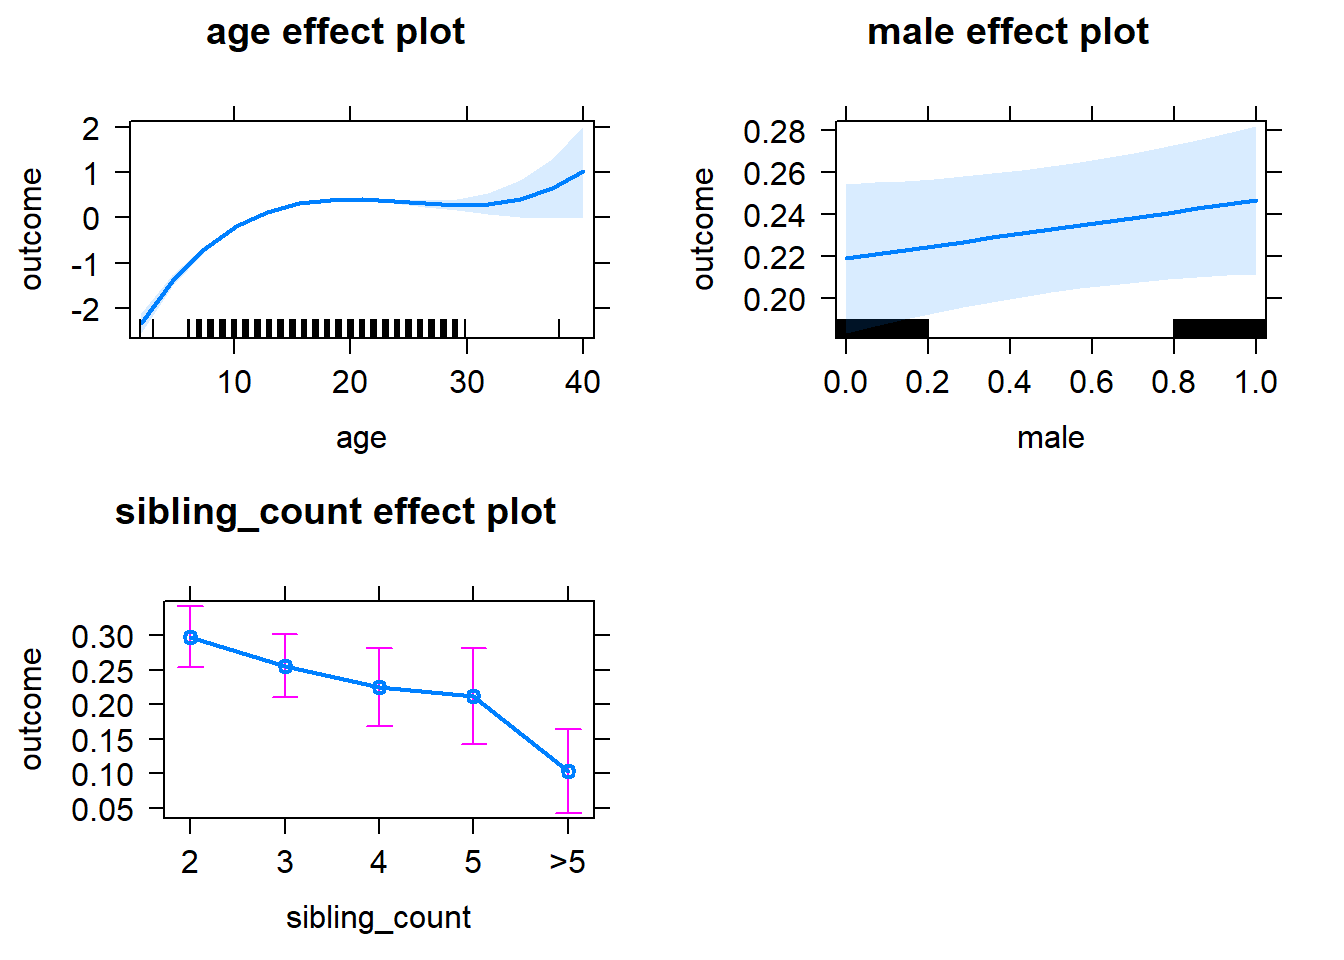 age effect plot
outcome
2
1
0
-1
-2
10 20 30 40
age
male effect plot
outcome
0.28
0.26
0.24
0.22
0.20
0.0 0.2 0.4 0.6 0.8 1.0
male
sibling_count effect plot
outcome
0.30
0.25
0.20
0.15
0.10
0.05
2 3 4 5 >5
sibling_count